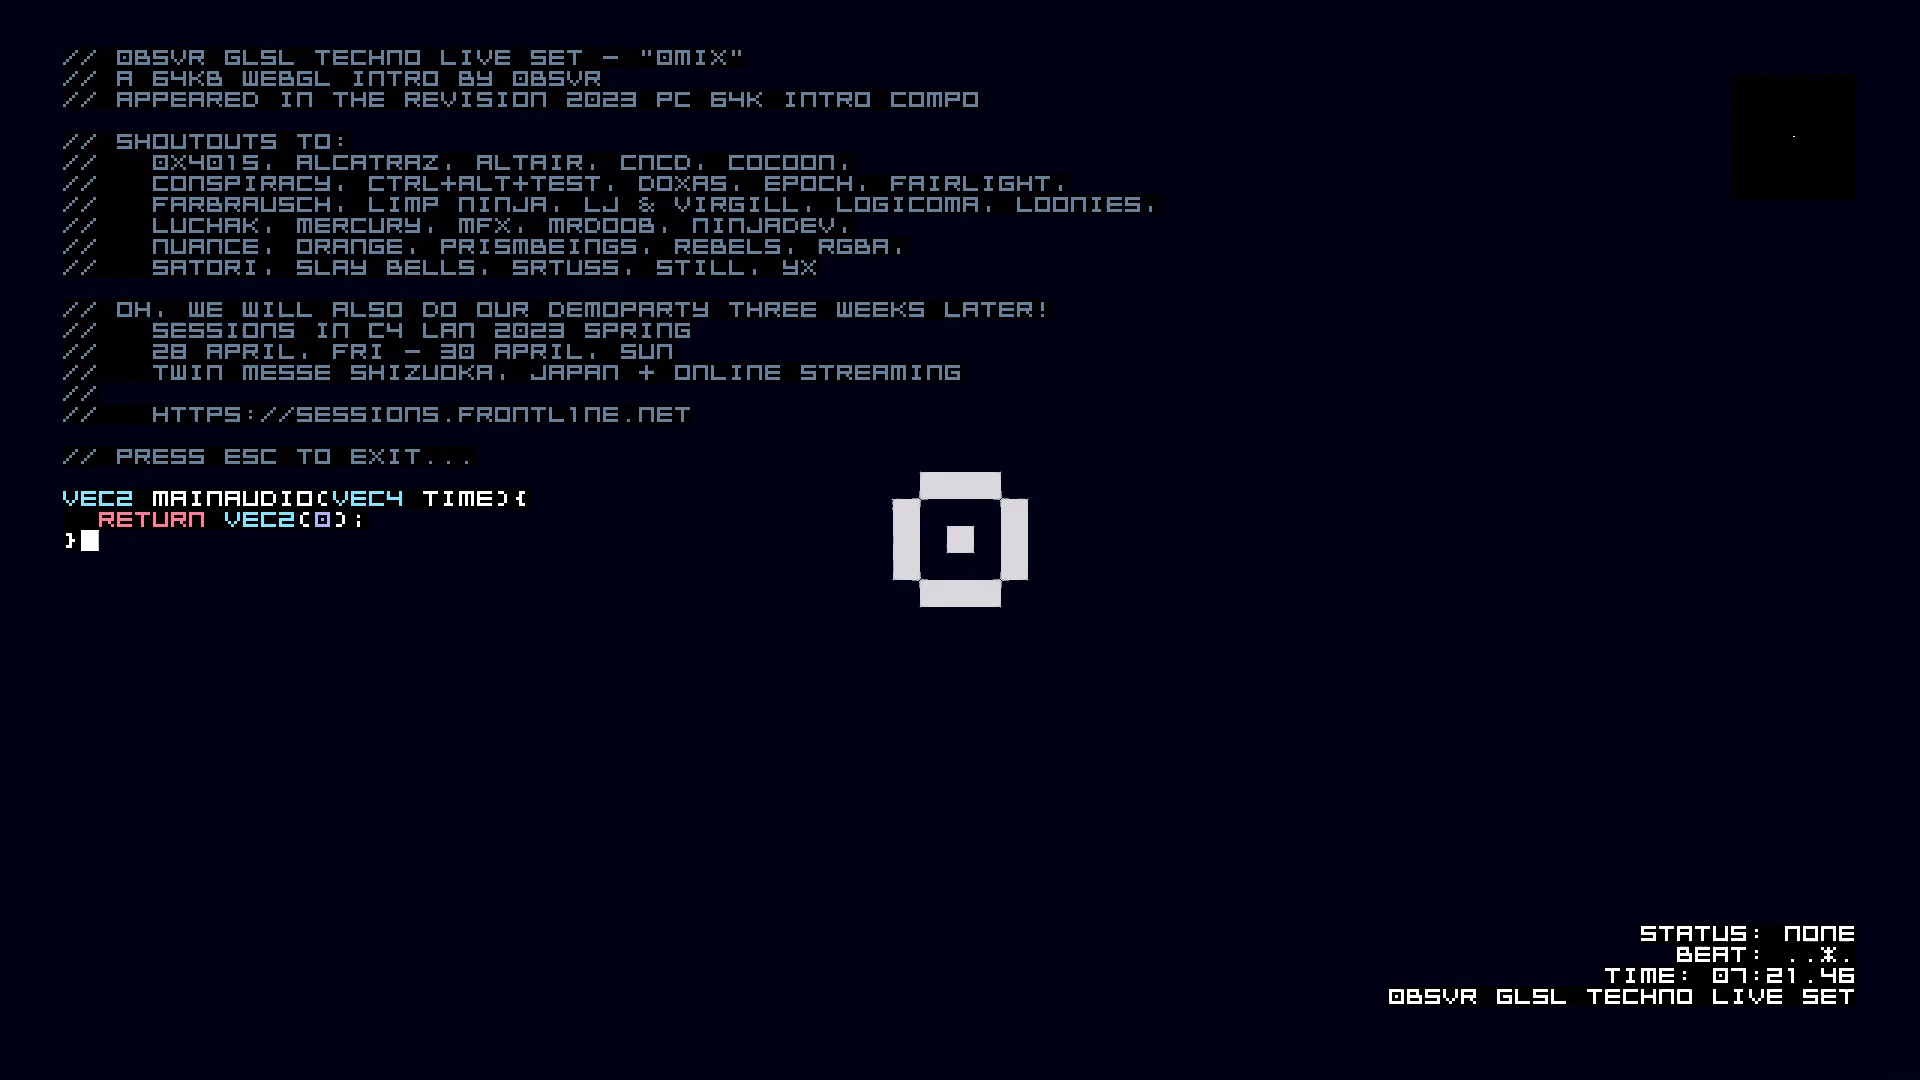 // 0BSVR GLSL TECHNO LIVE SET - "0MIX"
// A 64KB WEBGL INTRO BY 0BSVR
// APPEARED IN THE REVISION 2023 PC 64K INTRO COMPO
// SHOUTOUTS TO:
//   0X4015, ALCATRAZ, ALTAIR, CNCD, COCOON,
//   CONSPIRACY, CTRL+ALT+TEST, DOXAS, EPOCH, FAIRLIGHT,
//   FARBRAUSCH, LIMP NINJA, LJ & VIRGILL, LOGICOMA, LOONIES,
//   LUCHAK, MERCURY, MFX, MRDOOB, NINJADEV,
//   NUANCE, ORANGE, PRISMBEINGS, REBELS, RGBA,
//   SATORI, SLAY BELLS, SRTUSS, STILL, YX
// OH, WE WILL ALSO DO OUR DEMOPARTY THREE WEEKS LATER!
//   SESSIONS IN C4 LAN 2023 SPRING
//   28 APRIL, FRI - 30 APRIL, SUN
//   TWIN MESSE SHIZUOKA, JAPAN + ONLINE STREAMING
//
//   HTTPS://SESSIONS.FRONTL1NE.NET
// PRESS ESC TO EXIT...
VEC2 MAINAUDIO(VEC4 TIME){
  RETURN VEC2(0);
}
STATUS: NONE
BEAT: ..*.
TIME: 07:21.46
0BSVR GLSL TECHNO LIVE SET